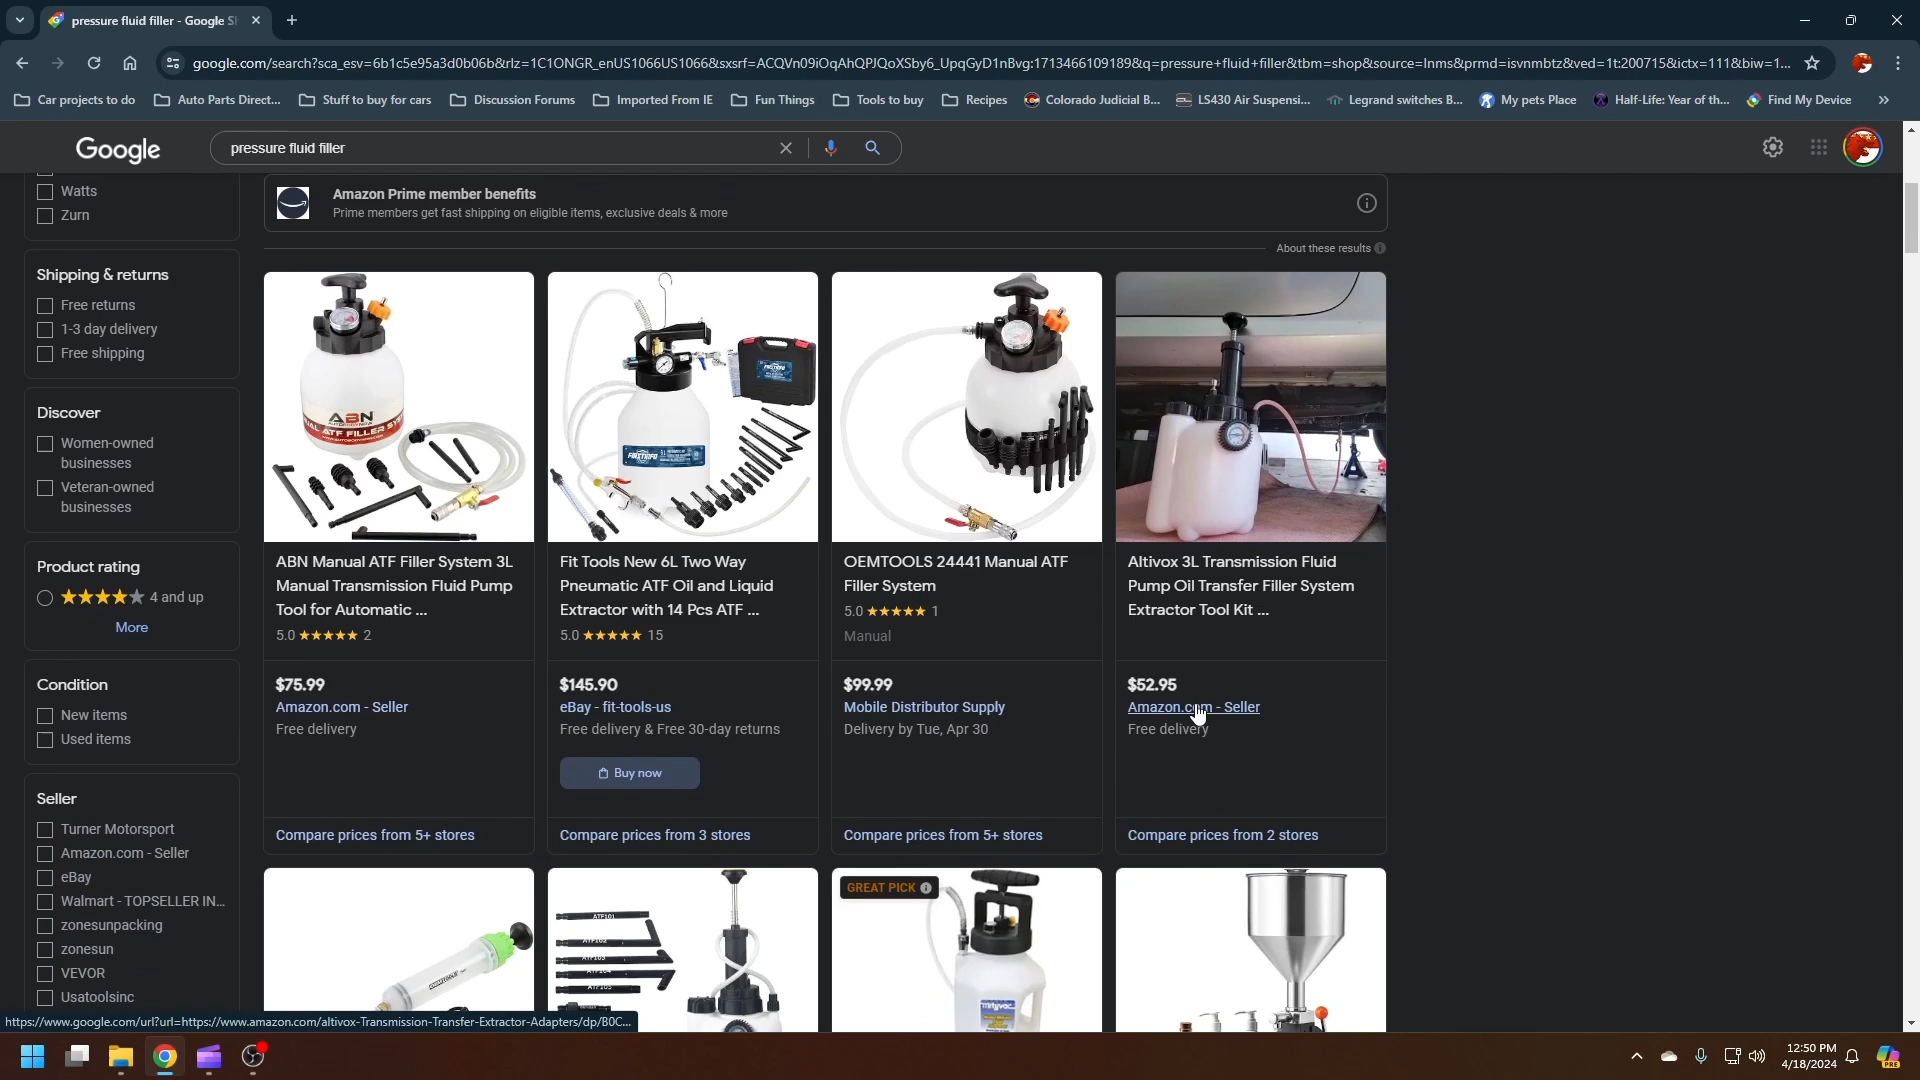 pressure fluid filler - Google Sh
google.com/search?sca_esv=6b1c5e95a3d0b06b&rlz=1C1ONGR_enUS1066US1066&sxsrf=ACQVn09iOqAhQPJQoXSby6_UpqGyD1nBvg:1713466109189&q=pressure+fluid+filler&tbm=shop&source=lnms&prmd=isvnmbtz&ved=1t:200715&ictx=111&biw=1...
Car projects to do
Auto Parts Direct...
Stuff to buy for cars
Discussion Forums
Imported From IE
Fun Things
Tools to buy
Recipes
Colorado Judicial B...
LS430 Air Suspensi...
Legrand switches B...
My pets Place
Half-Life: Year of th...
Find My Device
Google
pressure fluid filler
Watts
Zurn
Shipping & returns
Free returns
1-3 day delivery
Free shipping
Discover
Women-owned
businesses
Veteran-owned
businesses
Product rating
4 and up
More
Condition
New items
Used items
Seller
Turner Motorsport
Amazon.com - Seller
eBay
Walmart - TOPSELLER IN...
zonesunpacking
zonesun
VEVOR
Usatoolsinc
Amazon Prime member benefits
Prime members get fast shipping on eligible items, exclusive deals & more
About these results
ABN
ABN Manual ATF Filler System 3L
Manual Transmission Fluid Pump
Tool for Automatic ...
5.0 ★★★★★ 2
$75.99
Amazon.com - Seller
Free delivery
Compare prices from 5+ stores
FIRSTINFO
Fit Tools New 6L Two Way
Pneumatic ATF Oil and Liquid
Extractor with 14 Pcs ATF ...
5.0 ★★★★★ 15
$145.90
eBay - fit-tools-us
Free delivery & Free 30-day returns
Buy now
Compare prices from 3 stores
OEMTOOLS 24441 Manual ATF
Filler System
5.0 ★★★★★ 1
Manual
$99.99
Mobile Distributor Supply
Delivery by Tue, Apr 30
Compare prices from 5+ stores
Altivox 3L Transmission Fluid
Pump Oil Transfer Filler System
Extractor Tool Kit ...
$52.95
Amazon.com - Seller
Free delivery
Compare prices from 2 stores
OEMTOOLS
ATF101
ATF102
ATF103
ATF104
ATF105
GREAT PICK
mityvac
https://www.google.com/url?url=https://www.amazon.com/altivox-Transmission-Transfer-Extractor-Adapters/dp/B0C...
12:50 PM
4/18/2024
PRE